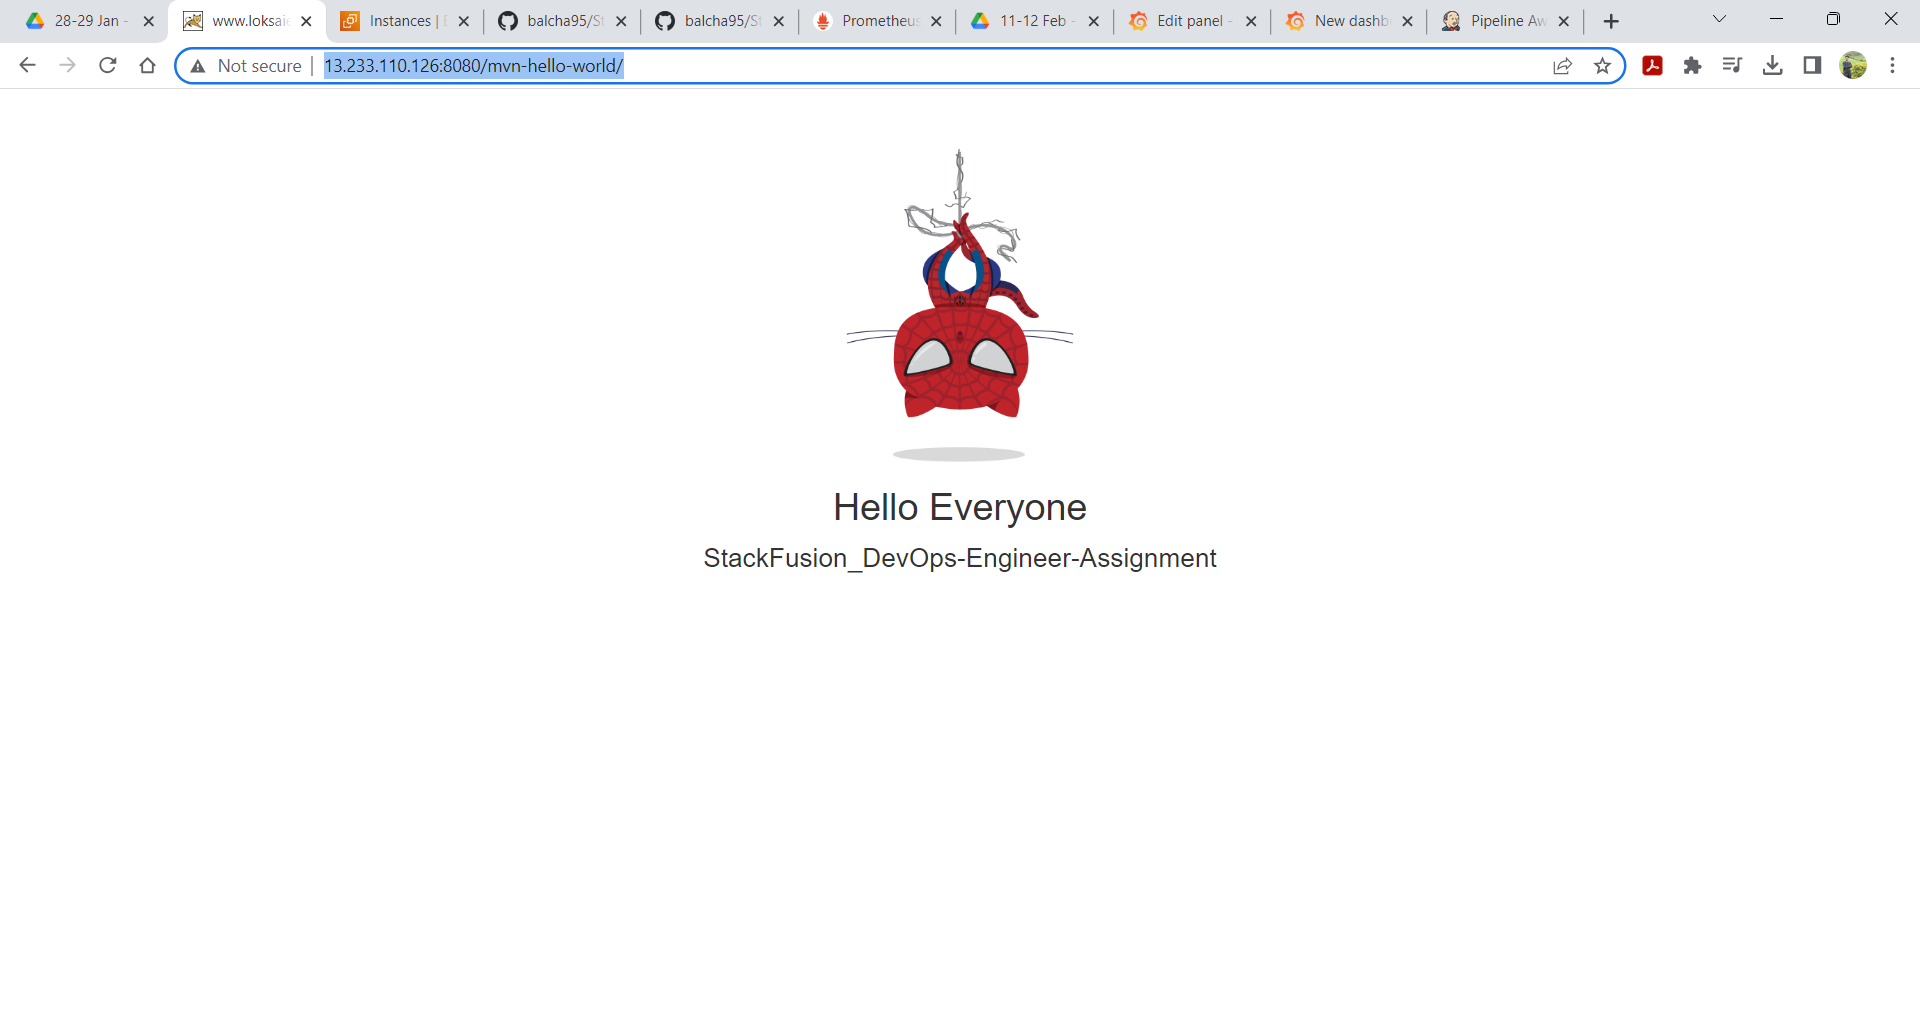 28-29 Jan -
www.loksai
Instances |
balcha95/St
balcha95/St
Prometheus
11-12 Feb -
Edit panel -
New dashb
Pipeline Aw
Not secure
13.233.110.126:8080/mvn-hello-world/
Hello Everyone
StackFusion_DevOps-Engineer-Assignment